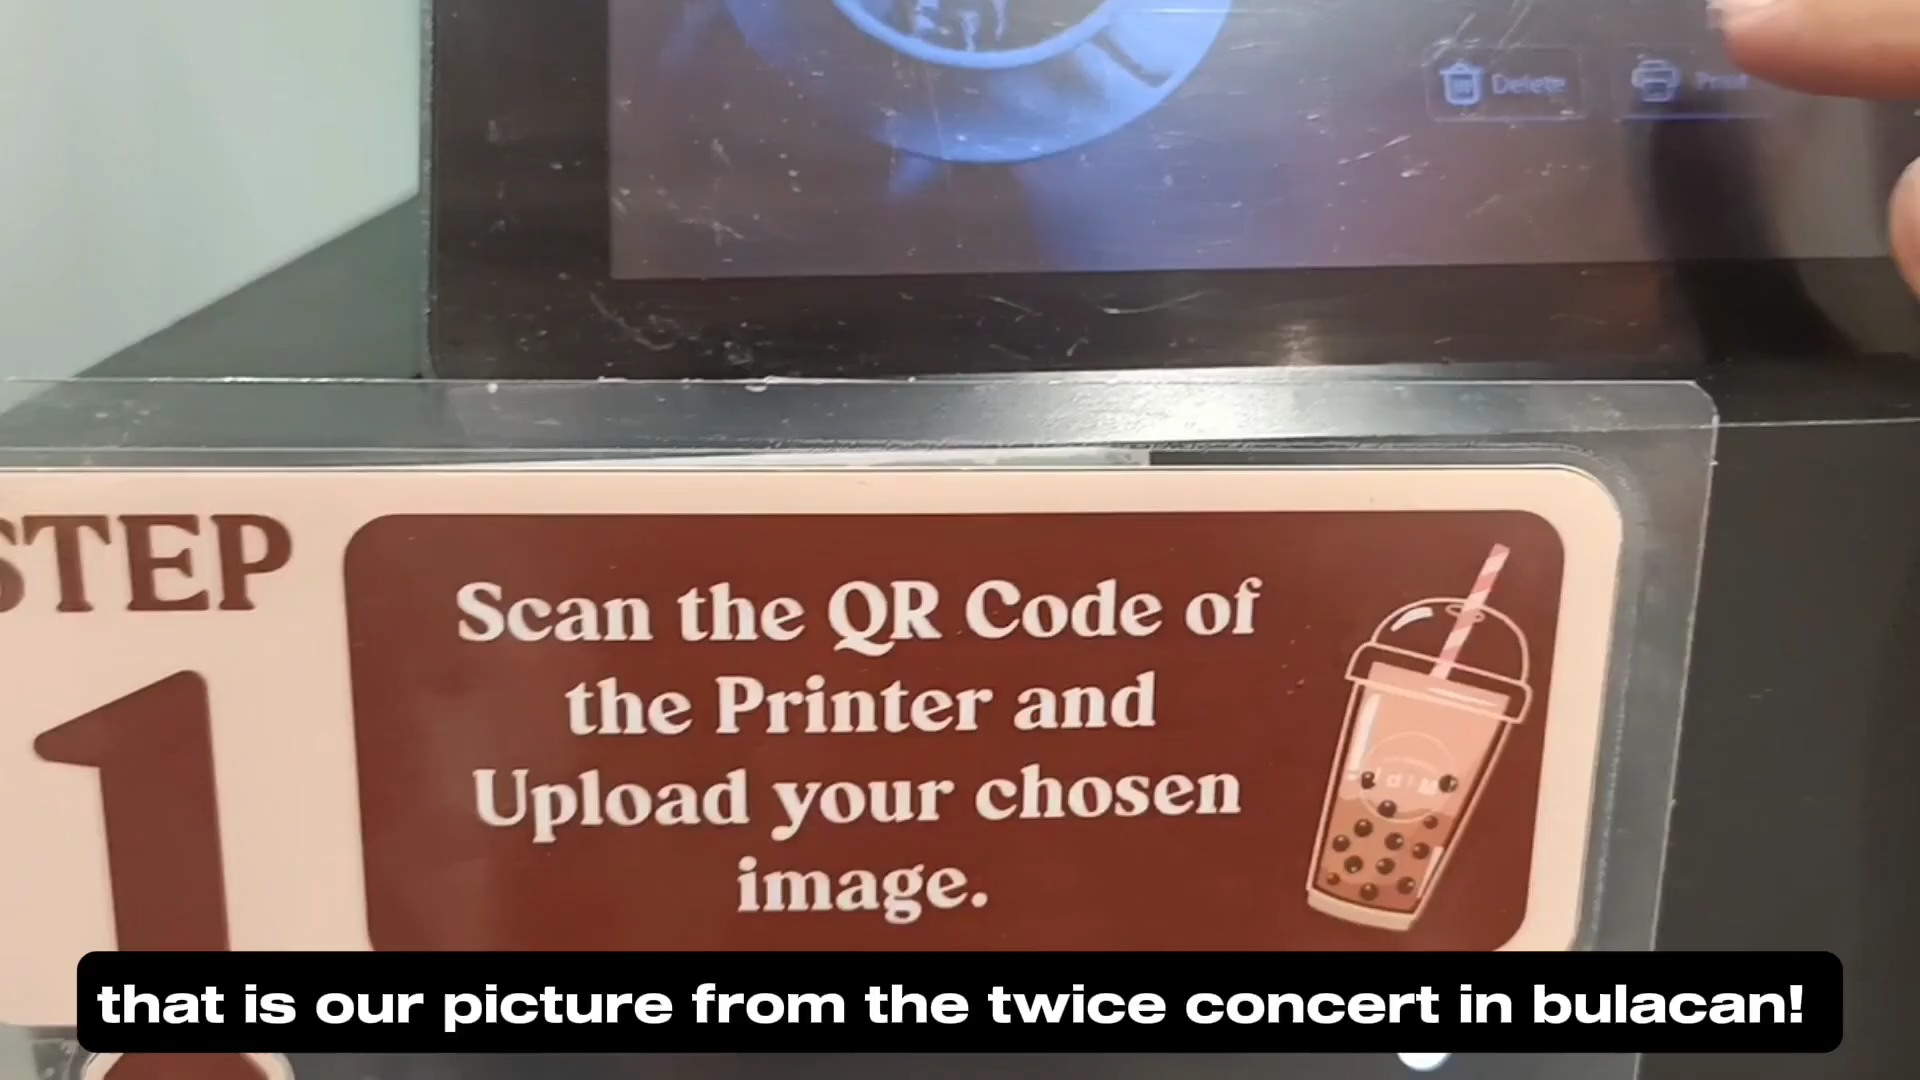 Delete
Print
STEP
1
Scan the QR Code of
the Printer and
Upload your chosen
image.
that is our picture from the twice concert in bulacan!